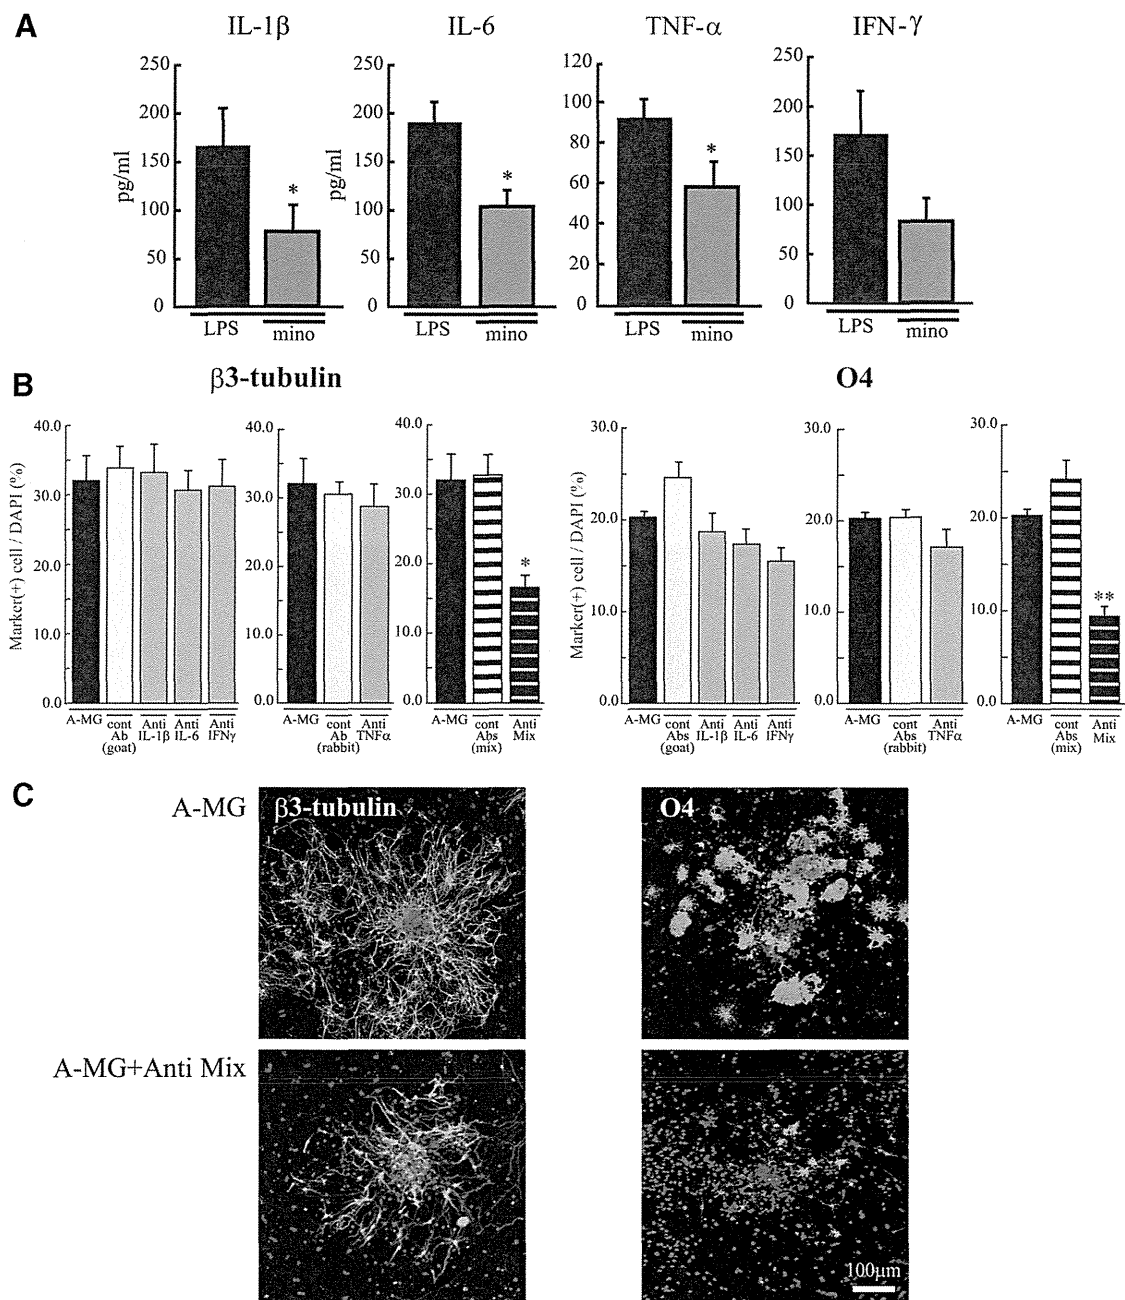 A
IL-1β
IL-6
TNF-α
IFN-γ
pg/ml
250
200
150
100
50
0
LPS
mino
pg/ml
250
200
150
100
50
0
LPS
mino
120
100
80
60
40
20
0
LPS
mino
250
200
150
100
50
0
LPS
mino
B
β3-tubulin
O4
Marker(+) cell / DAPI (%)
40.0
30.0
20.0
10.0
0.0
A-MG
cont Ab (goat)
Anti IL-1β
Anti IL-6
Anti IFNγ
40.0
30.0
20.0
10.0
0.0
A-MG
cont Ab (rabbit)
Anti TNFα
40.0
30.0
20.0
10.0
0.0
A-MG
cont Abs (mix)
Anti Mix
*
Marker(+) cell / DAPI (%)
30.0
20.0
10.0
0.0
A-MG
cont Abs (goat)
Anti IL-1β
Anti IL-6
Anti IFNγ
30.0
20.0
10.0
0.0
A-MG
cont Abs (rabbit)
Anti TNFα
30.0
20.0
10.0
0.0
A-MG
cont Abs (mix)
Anti Mix
**
C
A-MG
β3-tubulin
O4
A-MG+Anti Mix
100μm